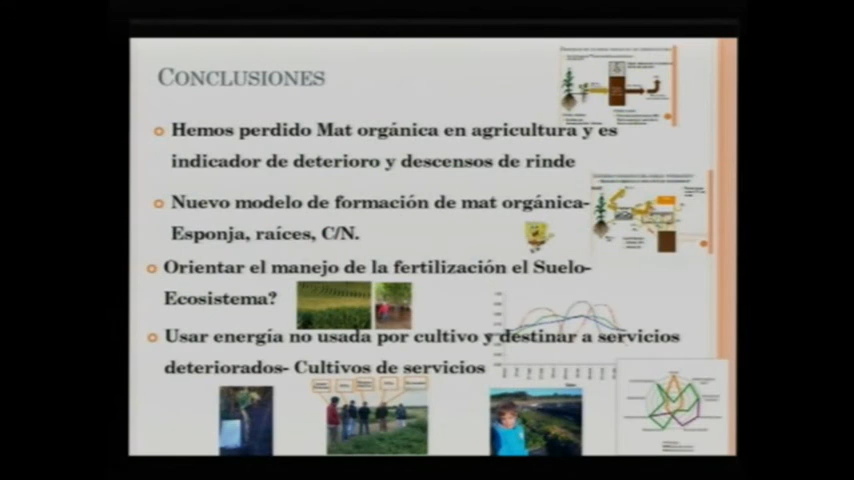 CONCLUSIONES
Hemos perdido Mat orgánica en agricultura y es
indicador de deterioro y descensos de rinde
Nuevo modelo de formación de mat orgánica-
Esponja, raíces, C/N.
Orientar el manejo de la fertilización el Suelo-
Ecosistema?
Usar energía no usada por cultivo y destinar a servicios
deteriorados- Cultivos de servicios